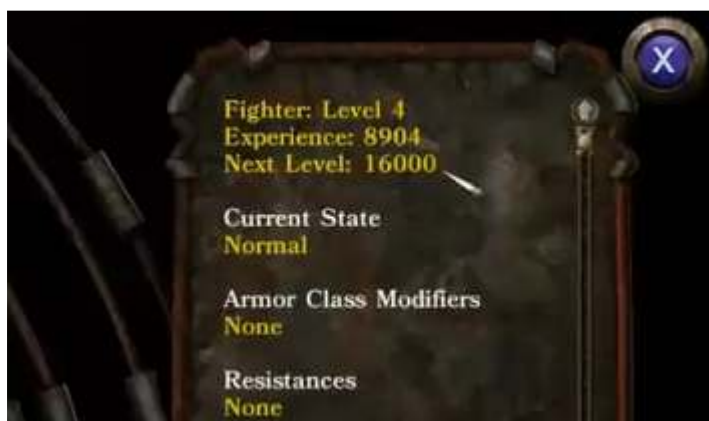 X
Fighter: Level 4
Experience: 8904
Next Level: 16000
Current State
Normal
Armor Class Modifiers
None
Resistances
None